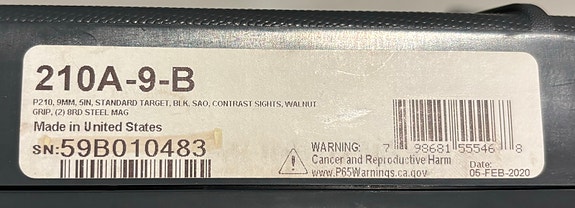 210A-9-B
P210, 9MM, 5IN, STANDARD TARGET, BLK, SAO, CONTRAST SIGHTS, WALNUT
GRIP, (2) 8RD STEEL MAG
Made in United States
SN:59B010483
WARNING:
Cancer and Reproductive Harm
www.P65Warnings.ca.gov
7 98681 55546 8
Date:
05-FEB-2020